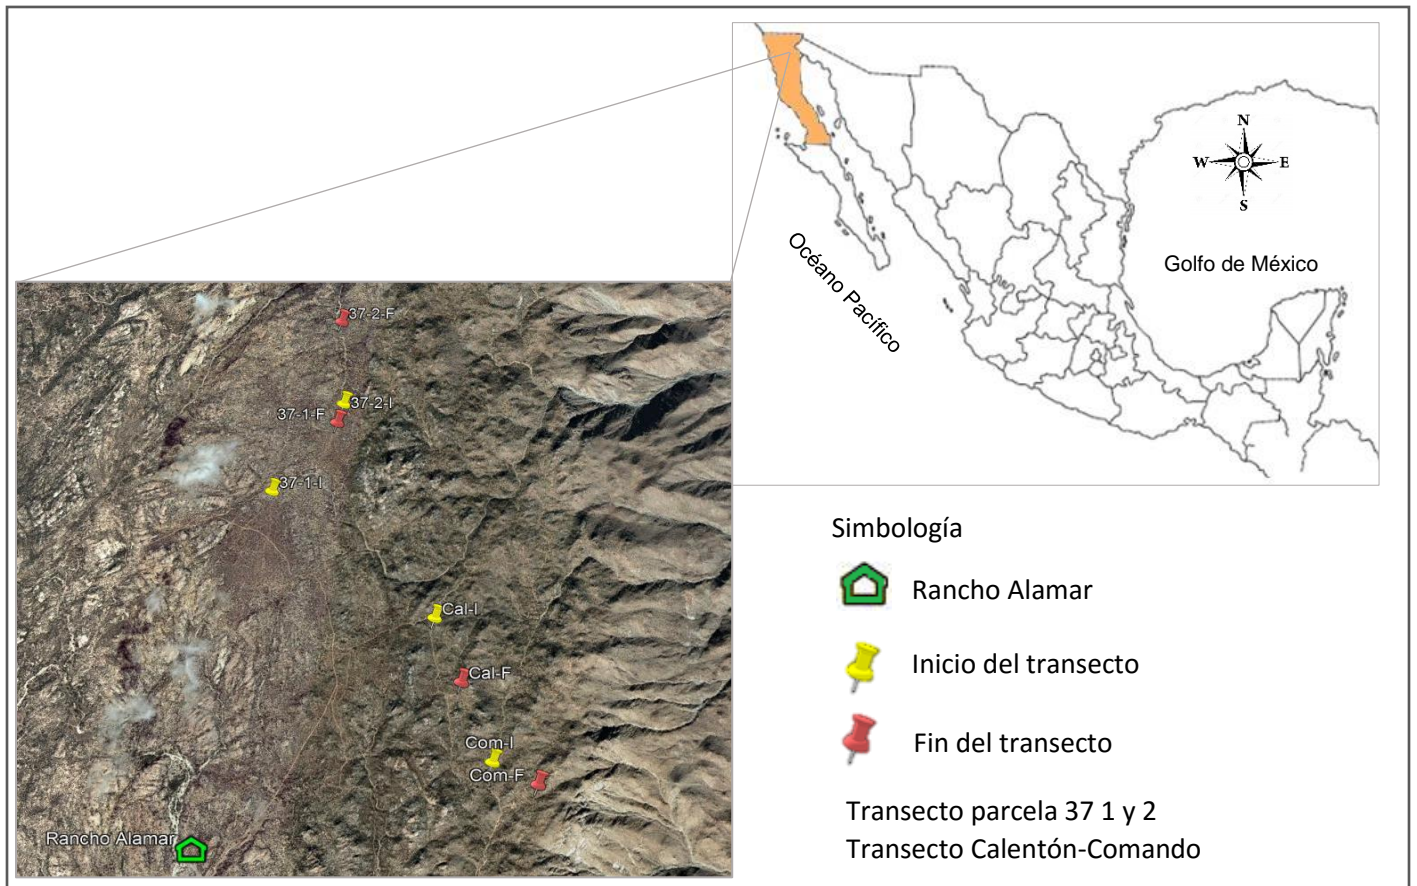 N
W E
S
Océano Pacífico
Golfo de México
37-2-F
37-2-I
37-1-F
37-1-I
Cal-I
Cal-F
Com-I
Com-F
Rancho Alamar
Simbología
Rancho Alamar
Inicio del transecto
Fin del transecto
Transecto parcela 37 1 y 2
Transecto Calentón-Comando